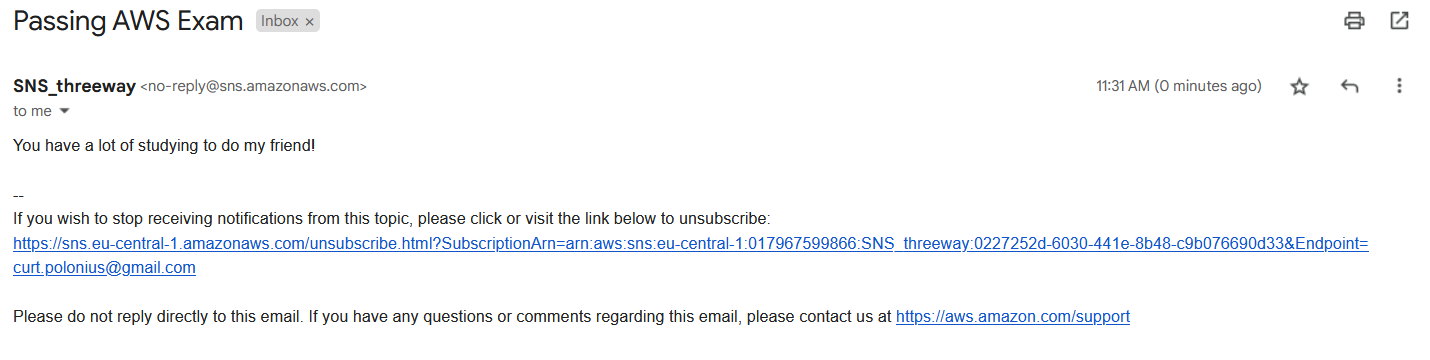 Passing AWS Exam Inbox ×
SNS_threeway <no-reply@sns.amazonaws.com> 11:31 AM (0 minutes ago)
to me
You have a lot of studying to do my friend!
--
If you wish to stop receiving notifications from this topic, please click or visit the link below to unsubscribe:
https://sns.eu-central-1.amazonaws.com/unsubscribe.html?SubscriptionArn=arn:aws:sns:eu-central-1:017967599866:SNS_threeway:0227252d-6030-441e-8b48-c9b076690d33&Endpoint=
curt.polonius@gmail.com
Please do not reply directly to this email. If you have any questions or comments regarding this email, please contact us at https://aws.amazon.com/support